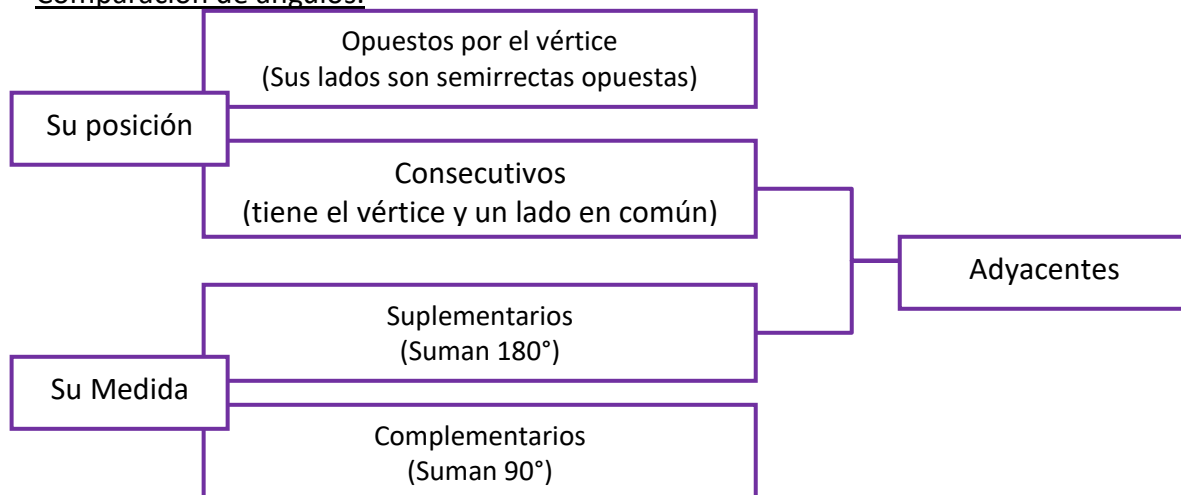 Comparación de ángulos:
Opuestos por el vértice
(Sus lados son semirrectas opuestas)
Su posición
Consecutivos
(tiene el vértice y un lado en común)
Adyacentes
Suplementarios
(Suman 180°)
Su Medida
Complementarios
(Suman 90°)